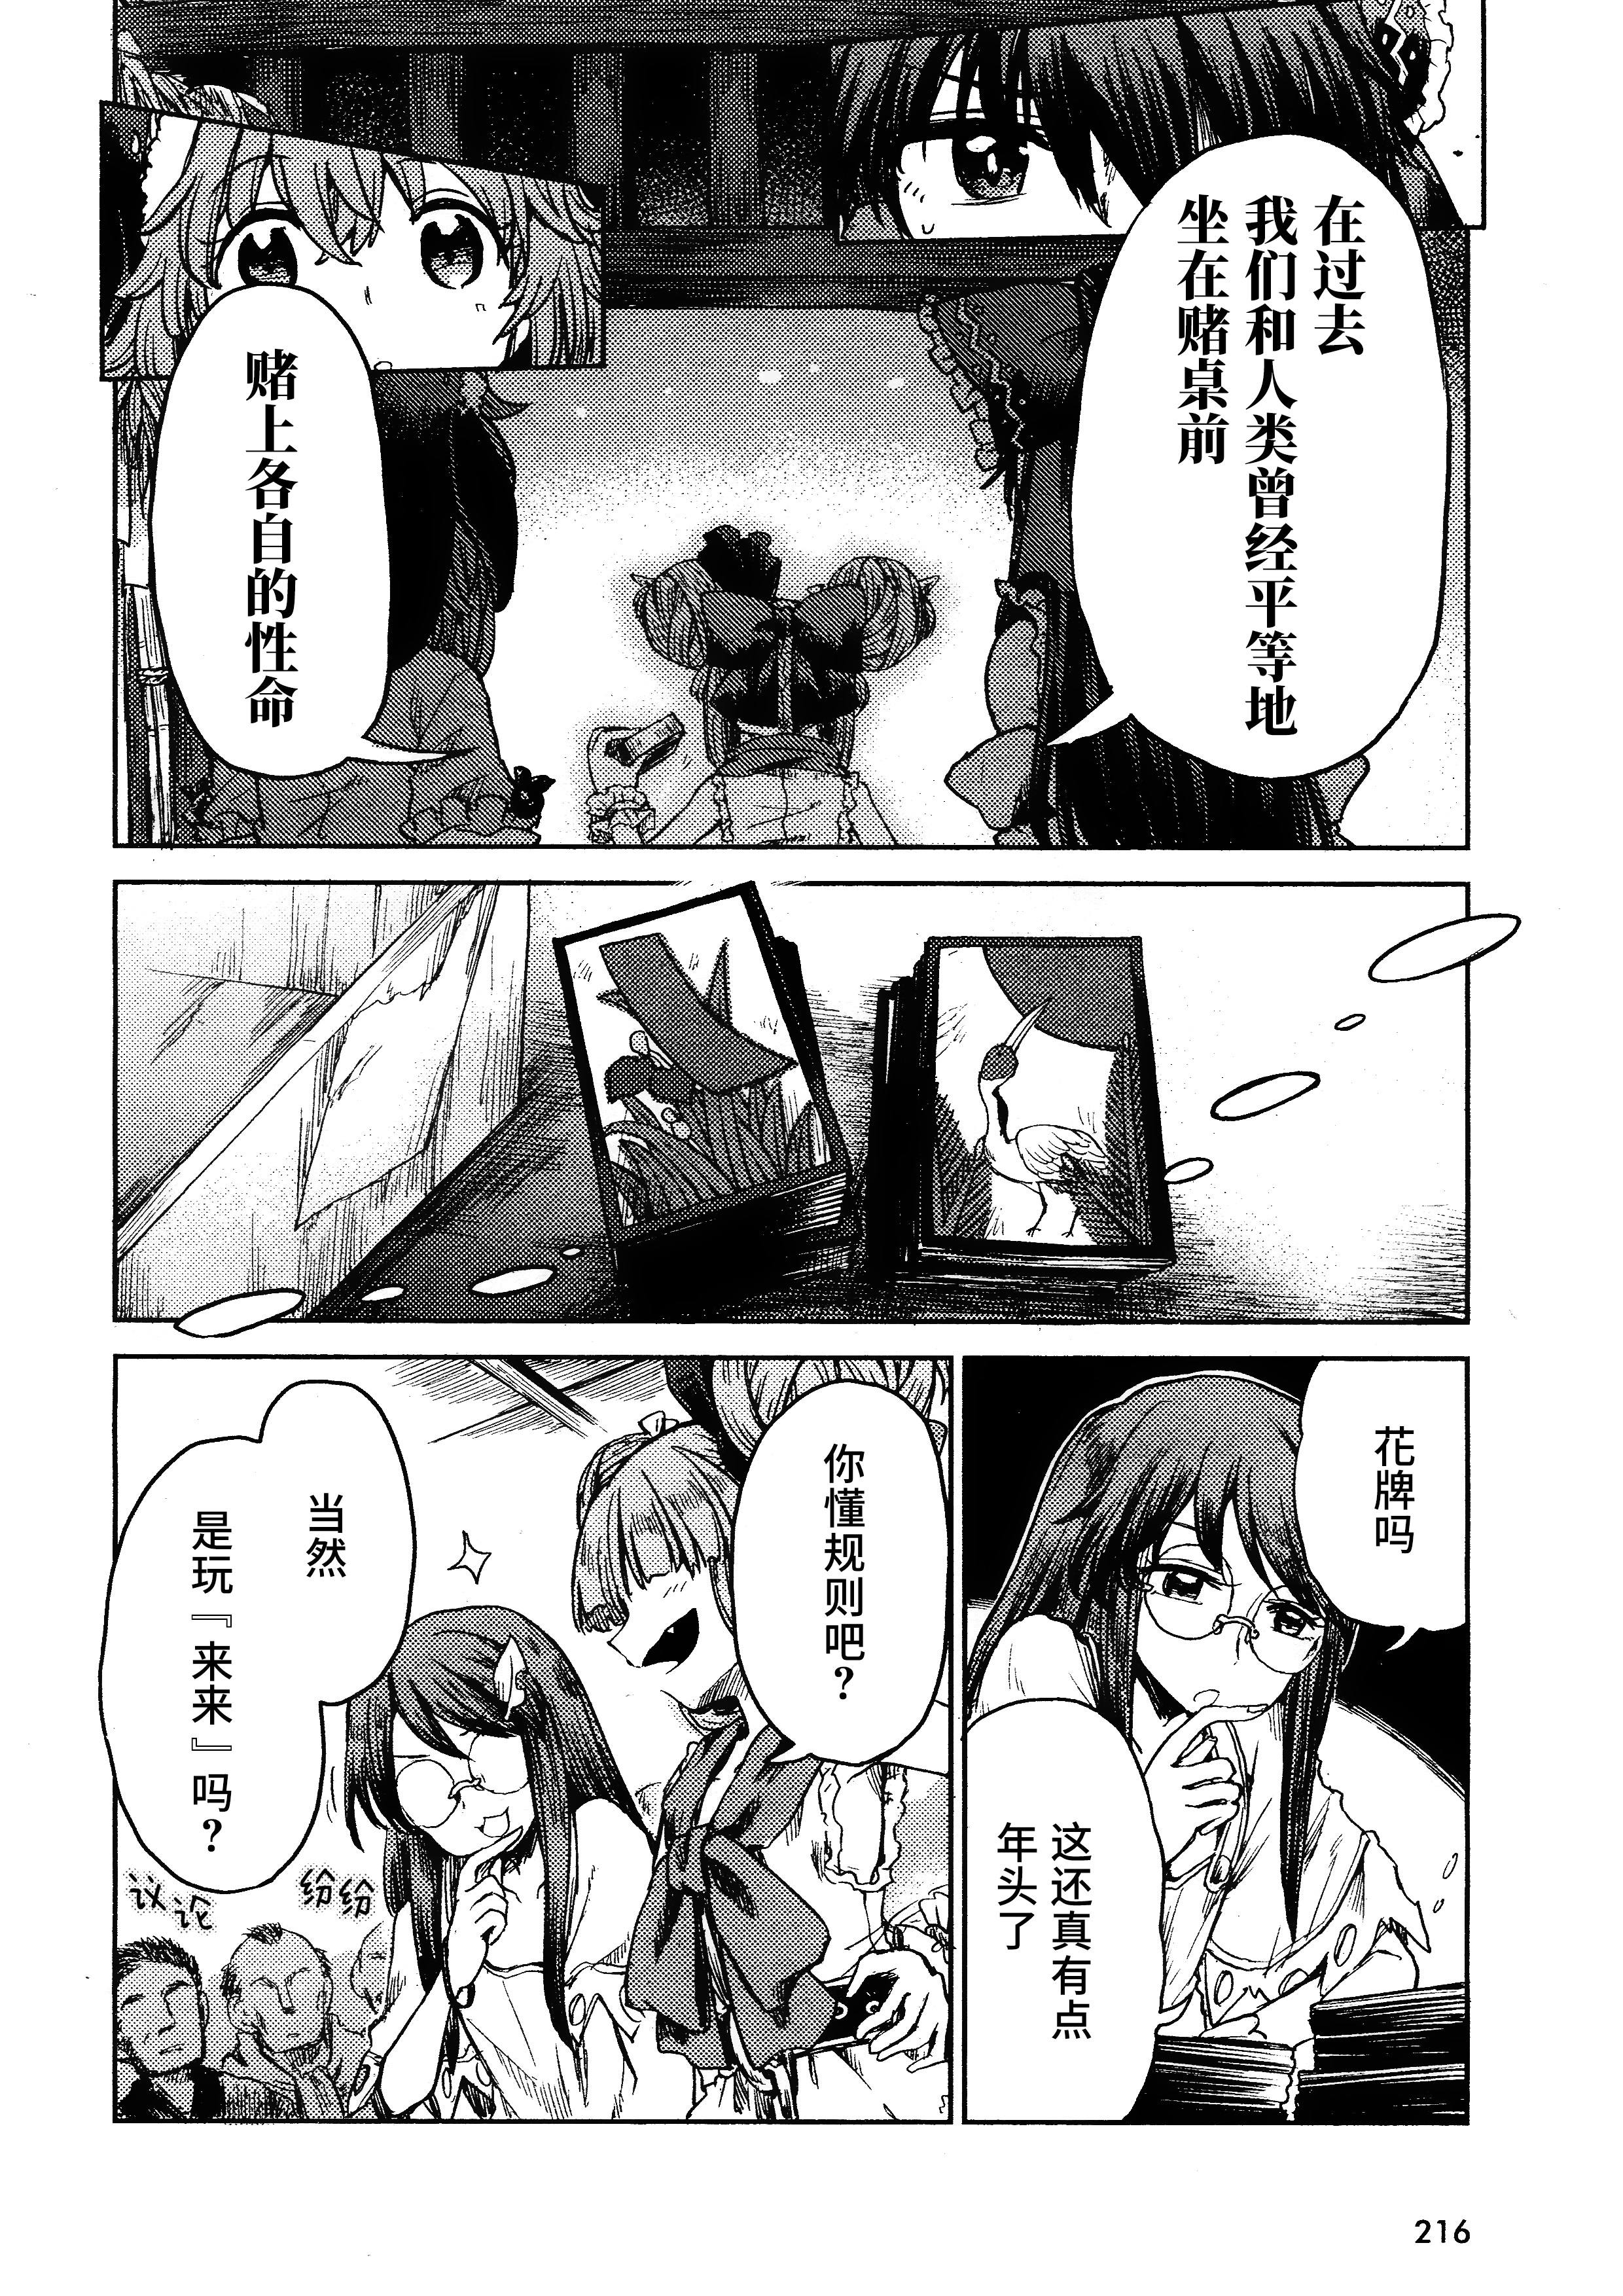 在过去
我们和人类曾经平等地
坐在赌桌前
赌上各自的性命
花牌吗
这还真有点
年头了
你懂规则吧？
当然
是玩『来来』吗？
议论
纷纷
216